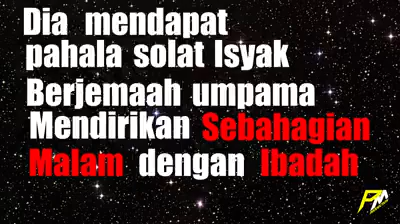 Dia mendapat
pahala solat Isyak
Berjemaah umpama
Mendirikan Sebahagian
Malam dengan Ibadah